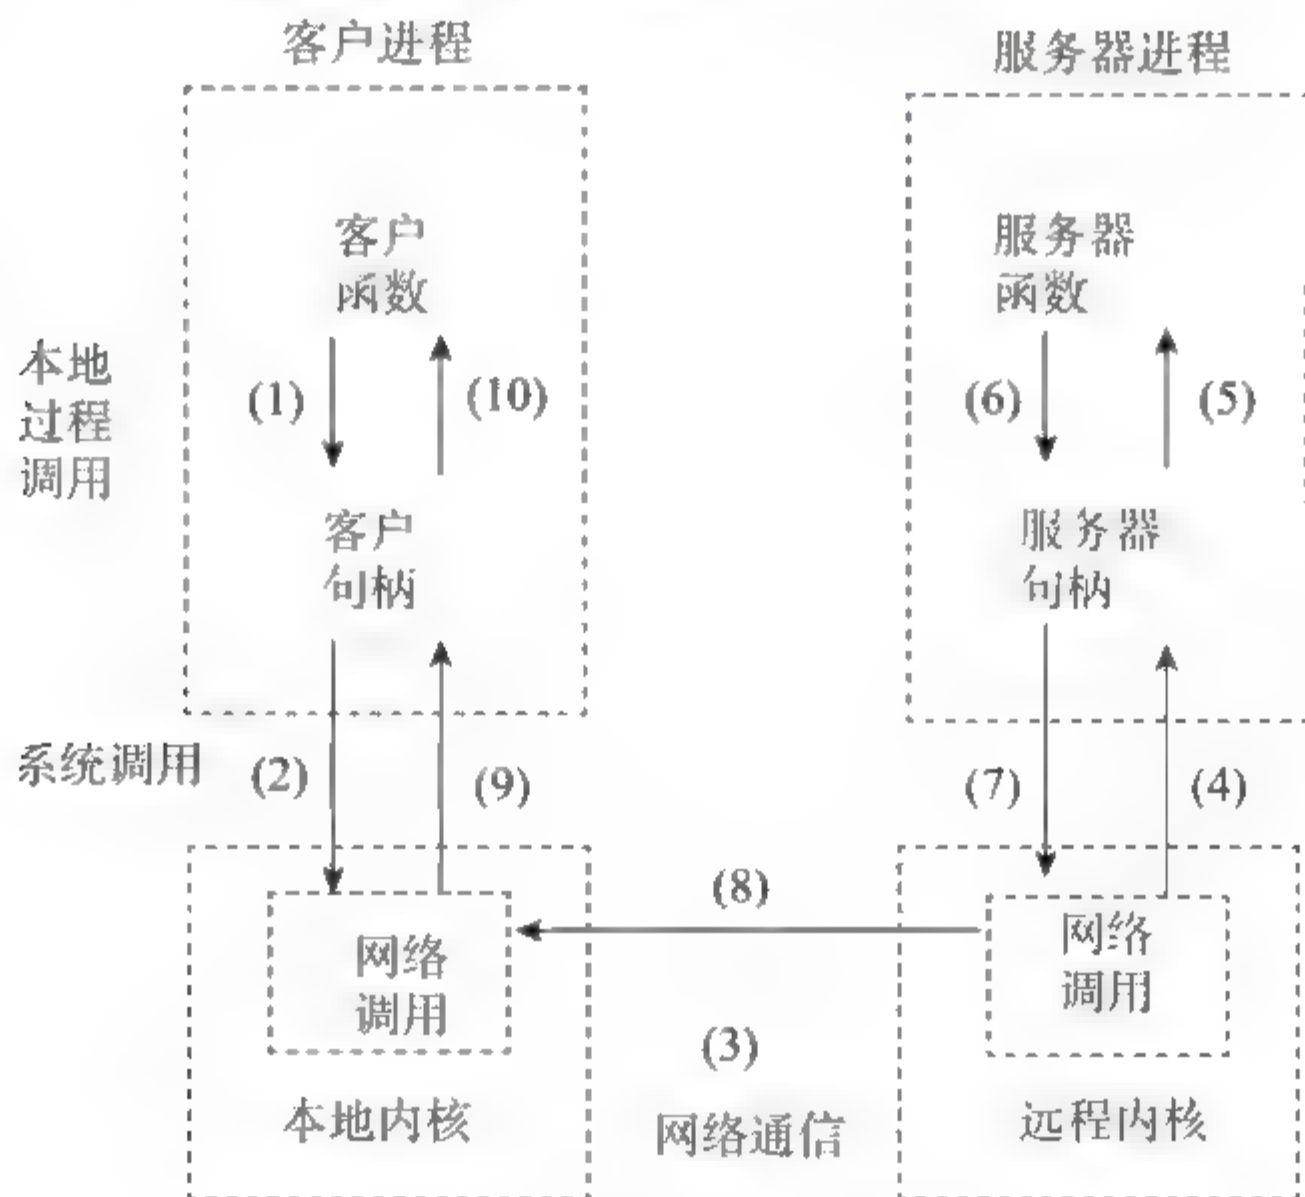 客户进程
服务器进程
客户
函数
服务器
函数
本地
过程
调用
(1)
(10)
(6)
(5)
客户
句柄
服务器
句柄
系统调用
(2)
(9)
(7)
(4)
(8)
网络
调用
网络
调用
(3)
本地内核
网络通信
远程内核